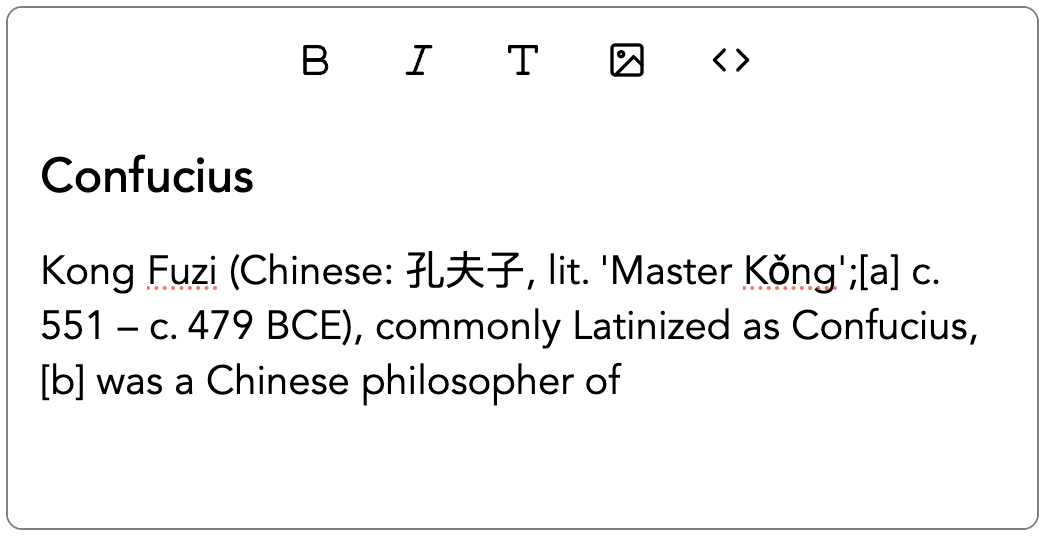 B I T
Confucius
Kong Fuzi (Chinese: 孔夫子, lit. 'Master Kǒng';[a] c.
551 – c. 479 BCE), commonly Latinized as Confucius,
[b] was a Chinese philosopher of